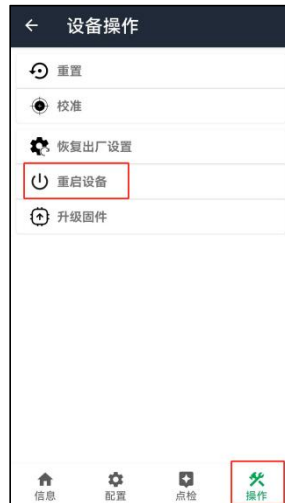 设备操作
重置
校准
恢复出厂设置
重启设备
升级固件
信息 配置 点检 操作